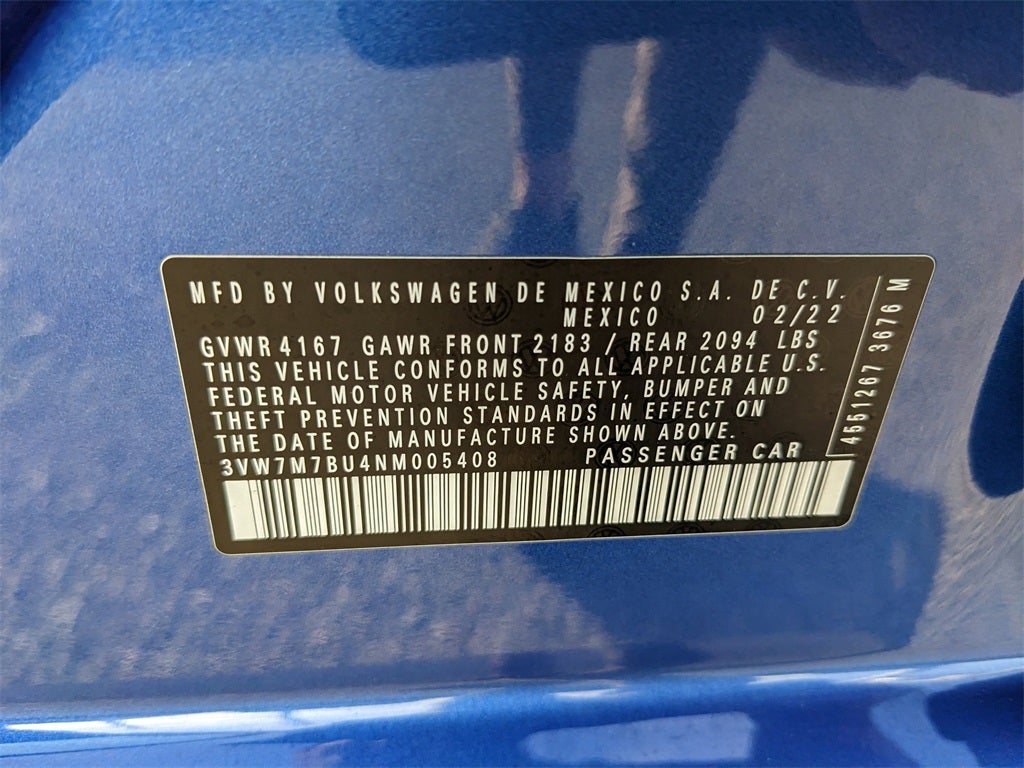 MFD BY VOLKSWAGEN DE MEXICO S.A. DE C.V.
MEXICO 02/22
GVWR 4167 GAWR FRONT 2183 / REAR 2094 LBS
THIS VEHICLE CONFORMS TO ALL APPLICABLE U.S.
FEDERAL MOTOR VEHICLE SAFETY, BUMPER AND
THEFT PREVENTION STANDARDS IN EFFECT ON
THE DATE OF MANUFACTURE SHOWN ABOVE.
3VW7M7BU4NM005408 PASSENGER CAR
4551267 3676 M